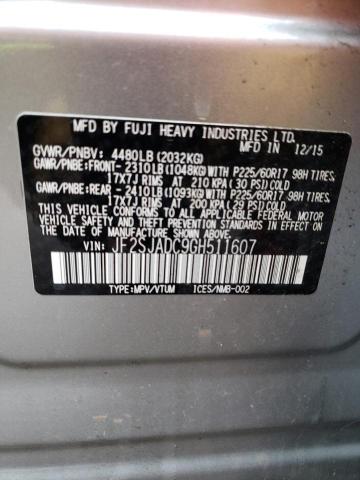 MFD BY FUJI HEAVY INDUSTRIES LTD.
MFD IN 12/15
GVWR/PNBV: 4480LB (2032KG)
GAWR/PNBE:FRONT-2310LB (1048KG) WITH P225/60R17 98H TIRES
17X7J RIMS AT 210 KPA (30 PSI) COLD
GAWR/PNBE:REAR -2410LB (1093KG) WITH P225/60R17 98H TIRES
17X7J RIMS AT 200 KPA (29 PSI) COLD
THIS VEHICLE CONFORMS TO ALL APPLICABLE
FEDERAL MOTOR VEHICLE SAFETY STANDARDS
IN EFFECT ON THE DATE OF MANUFACTURE
SHOWN ABOVE.
VIN: JF2SJADC9GH511607
TYPE:MPV/VTUM ICES/NMB-002